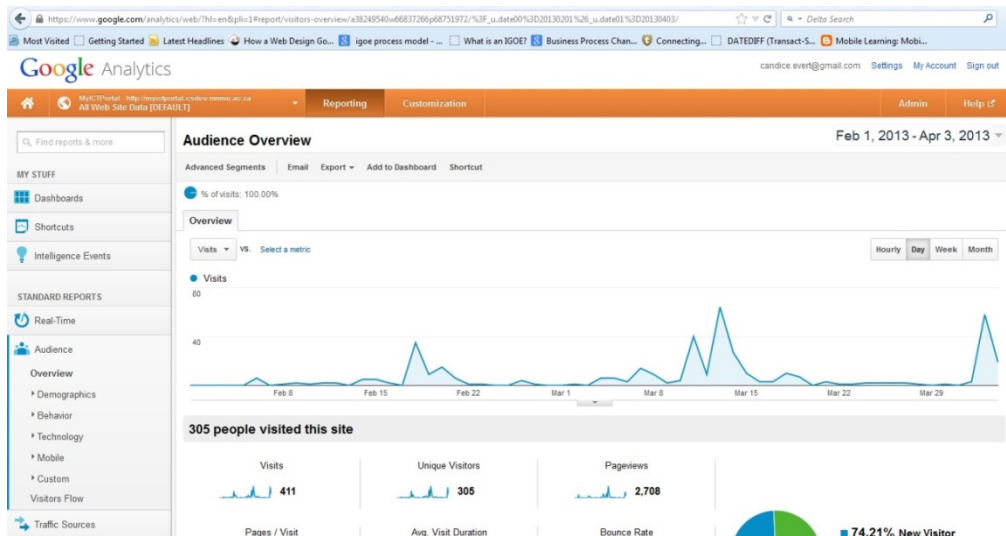 https://www.google.com/analytics/web/?hl=en&pli=1#report/visitors-overview/a38249540w66837266p68751972/%3F_u.date00%3D20130201%26_u.date01%3D20130403/
Delta Search
Most Visited Getting Started Latest Headlines How a Web Design Go... igoe process model - ... What is an IGOE? Business Process Chan... Connecting... DATEDIFF (Transact-S... Mobile Learning: Mobi...
Google Analytics
candice.evert@gmail.com Settings My Account Sign out
All Web Site Data [DEFAULT]
Reporting Customization Admin Help
Find reports & more
Audience Overview
Feb 1, 2013 - Apr 3, 2013
Advanced Segments Email Export Add to Dashboard Shortcut
MY STUFF
% of visits: 100.00%
Dashboards
Overview
Shortcuts
Visits VS. Select a metric
Hourly Day Week Month
Intelligence Events
Visits
80
40
STANDARD REPORTS
Real-Time
Audience
Overview
Demographics
Behavior
Technology
Mobile
Custom
Visitors Flow
Traffic Sources
Feb 8 Feb 15 Feb 22 Mar 1 Mar 8 Mar 15 Mar 22 Mar 29
305 people visited this site
Visits Unique Visitors Pageviews
411 305 2,708
Pages / Visit Avg. Visit Duration Bounce Rate
74.21% New Visitor